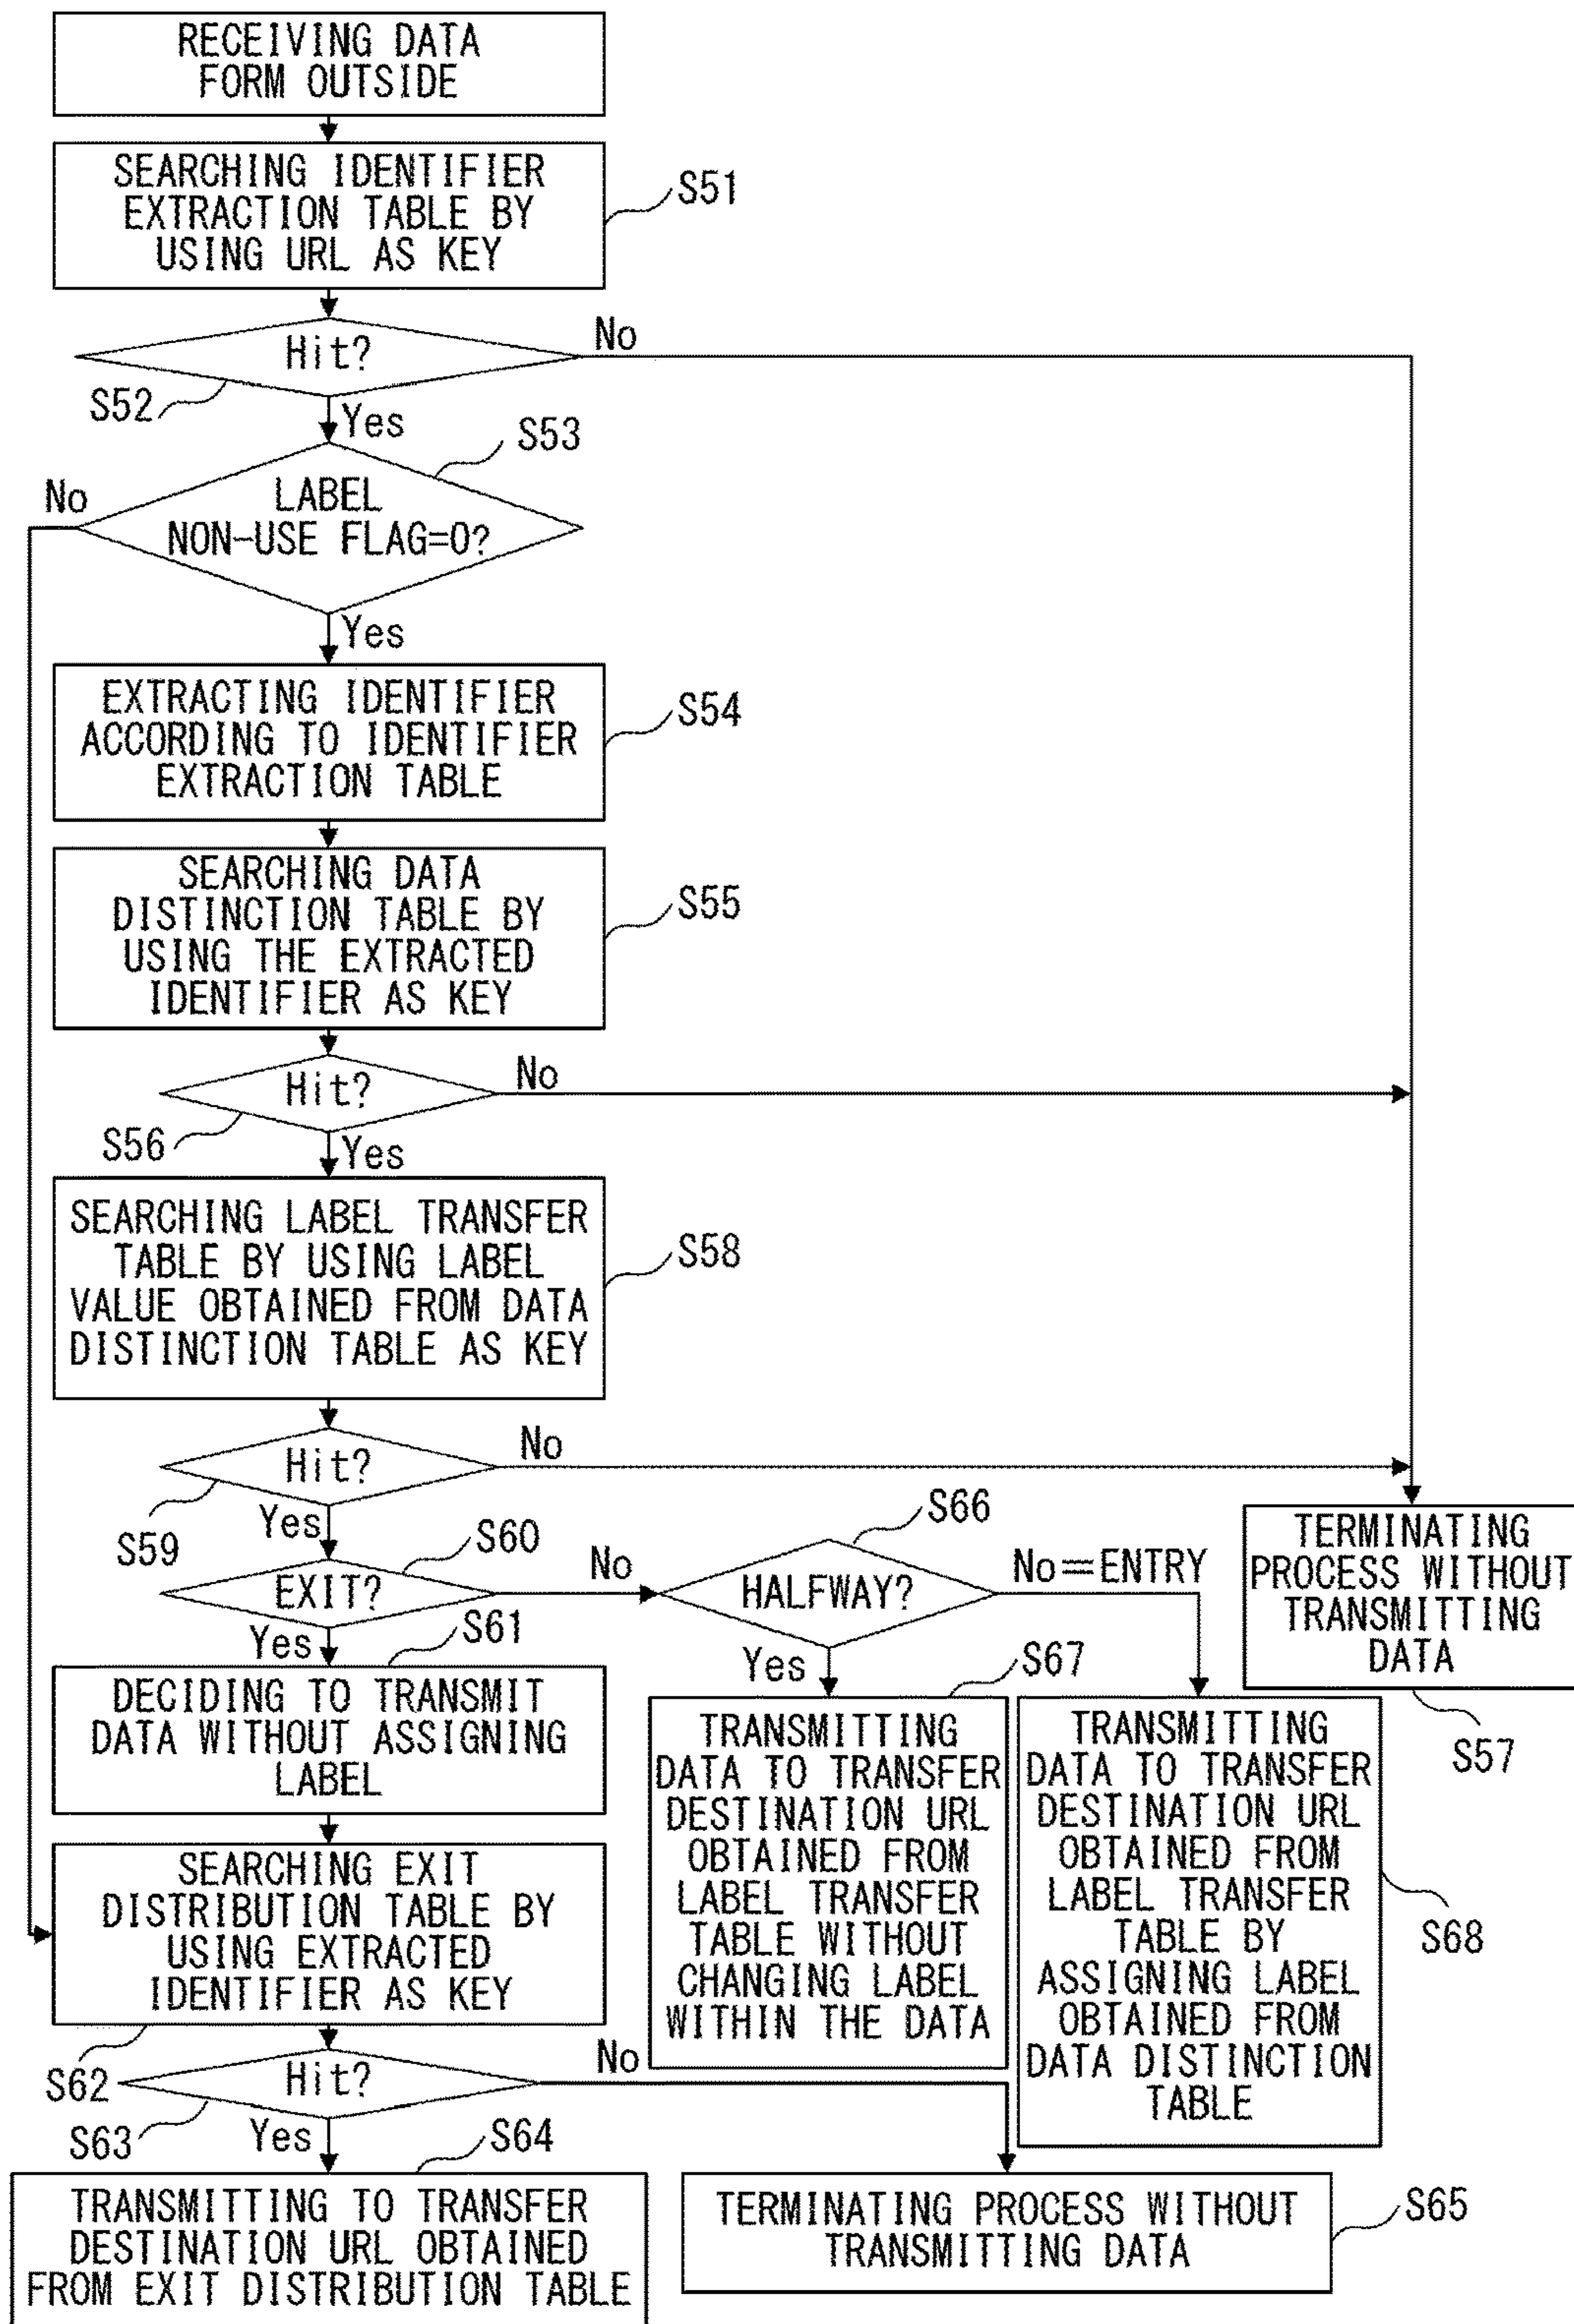 RECEIVING DATA
FORM OUTSIDE
SEARCHING IDENTIFIER
EXTRACTION TABLE BY
USING URL AS KEY
S51
Hit?
No
S52
Yes
S53
No
LABEL
NON-USE FLAG=0?
Yes
EXTRACTING IDENTIFIER
ACCORDING TO IDENTIFIER
EXTRACTION TABLE
S54
SEARCHING DATA
DISTINCTION TABLE BY
USING THE EXTRACTED
IDENTIFIER AS KEY
S55
Hit?
No
S56
Yes
SEARCHING LABEL TRANSFER
TABLE BY USING LABEL
VALUE OBTAINED FROM DATA
DISTINCTION TABLE AS KEY
S58
Hit?
No
S59
Yes
S60
EXIT?
No
S66
HALFWAY?
No=ENTRY
TERMINATING
PROCESS WITHOUT
TRANSMITTING
DATA
S57
Yes
S61
DECIDING TO TRANSMIT
DATA WITHOUT ASSIGNING
LABEL
Yes
S67
TRANSMITTING
DATA TO TRANSFER
DESTINATION URL
OBTAINED FROM
LABEL TRANSFER
TABLE WITHOUT
CHANGING LABEL
WITHIN THE DATA
TRANSMITTING
DATA TO TRANSFER
DESTINATION URL
OBTAINED FROM
LABEL TRANSFER
TABLE BY
ASSIGNING LABEL
OBTAINED FROM
DATA DISTINCTION
TABLE
S68
SEARCHING EXIT
DISTRIBUTION TABLE BY
USING EXTRACTED
IDENTIFIER AS KEY
S62
Hit?
No
S63
Yes
S64
TRANSMITTING TO TRANSFER
DESTINATION URL OBTAINED
FROM EXIT DISTRIBUTION TABLE
TERMINATING PROCESS WITHOUT
TRANSMITTING DATA
S65